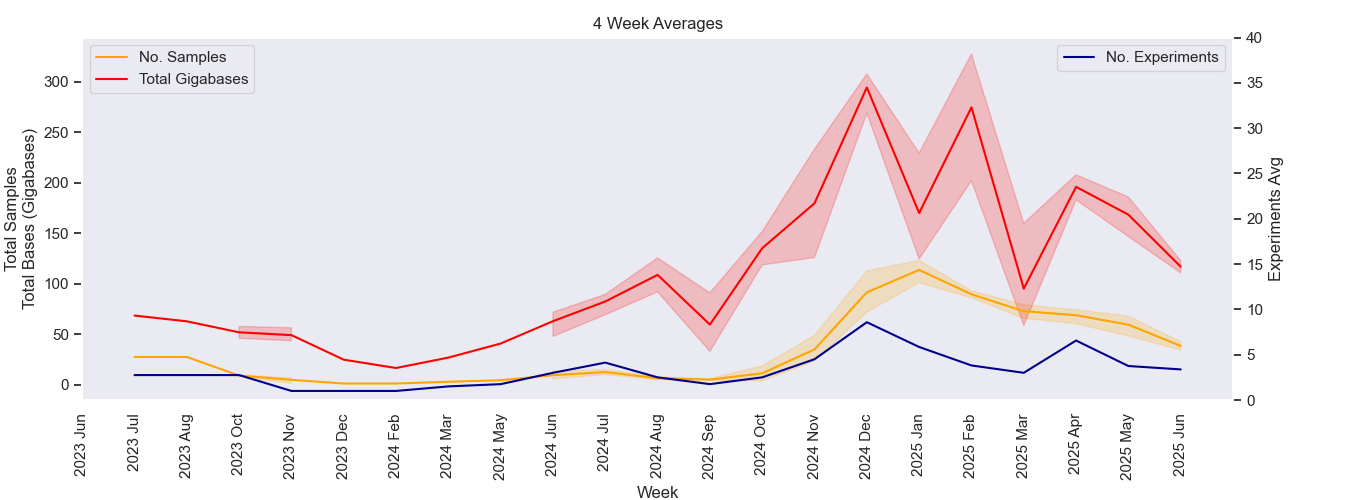 4 Week Averages
No. Samples
Total Gigabases
No. Experiments
Total Samples
Total Bases (Gigabases)
300
250
200
150
100
50
0
40
35
30
25
20
15
10
5
0
Experiments Avg
2023 Jun
2023 Jul
2023 Aug
2023 Oct
2023 Nov
2023 Dec
2024 Feb
2024 Mar
2024 May
2024 Jun
2024 Jul
2024 Aug
2024 Sep
2024 Oct
2024 Nov
2024 Dec
2025 Jan
2025 Feb
2025 Mar
2025 Apr
2025 May
2025 Jun
Week